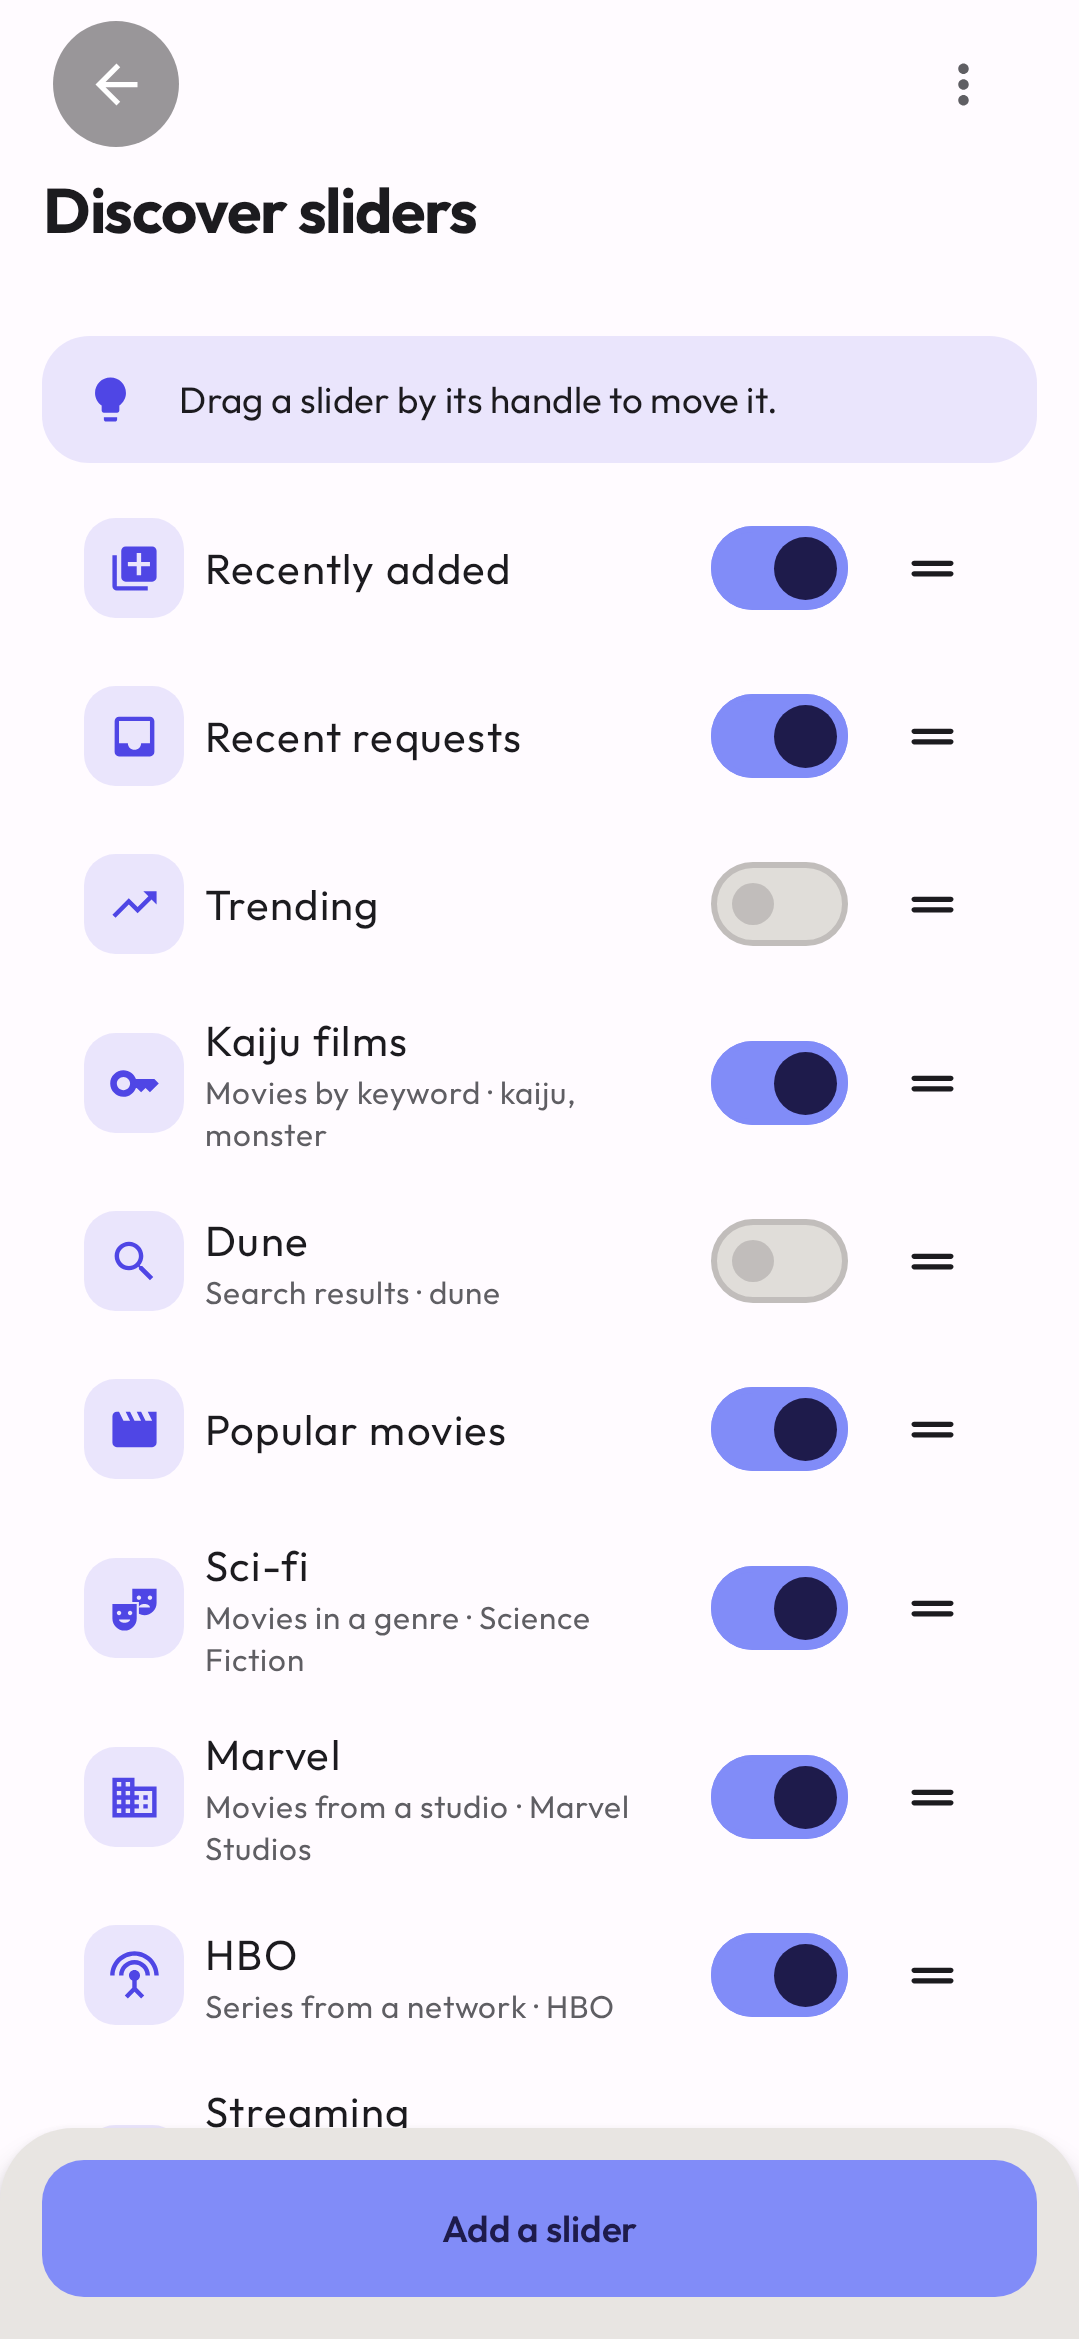 Discover sliders
Drag a slider by its handle to move it.
Recently added
Recent requests
Trending
Kaiju films
Movies by keyword · kaiju,
monster
Dune
Search results · dune
Popular movies
Sci-fi
Movies in a genre · Science
Fiction
Marvel
Movies from a studio · Marvel
Studios
HBO
Series from a network · HBO
Streaming
Add a slider